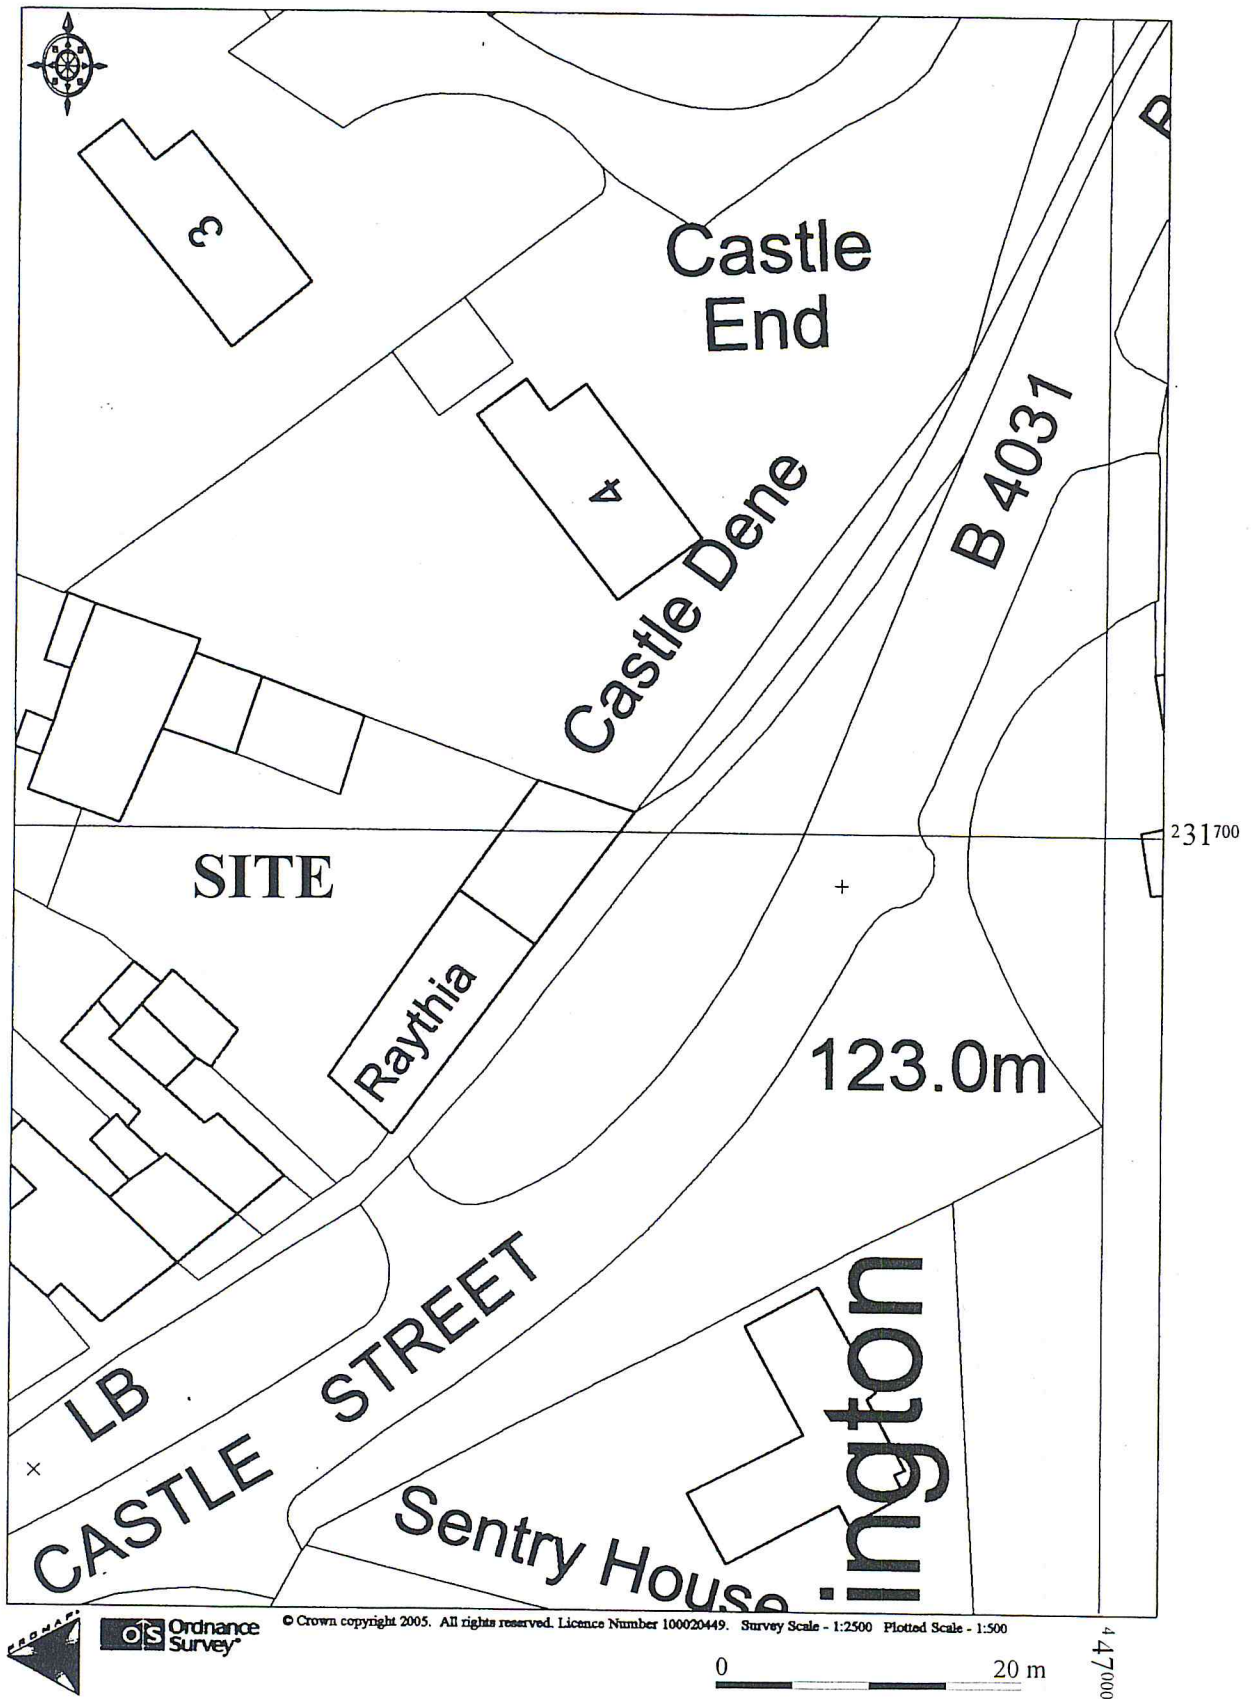 3
Castle
End
B 4031
4
Castle Dene
231700
SITE
Raythia
123.0m
LB
CASTLE STREET
Sentry House
ington
PROMAP
OS Ordnance
Survey
© Crown copyright 2005. All rights reserved. Licence Number 100020449. Survey Scale - 1:2500 Plotted Scale - 1:500
0 20 m
447000